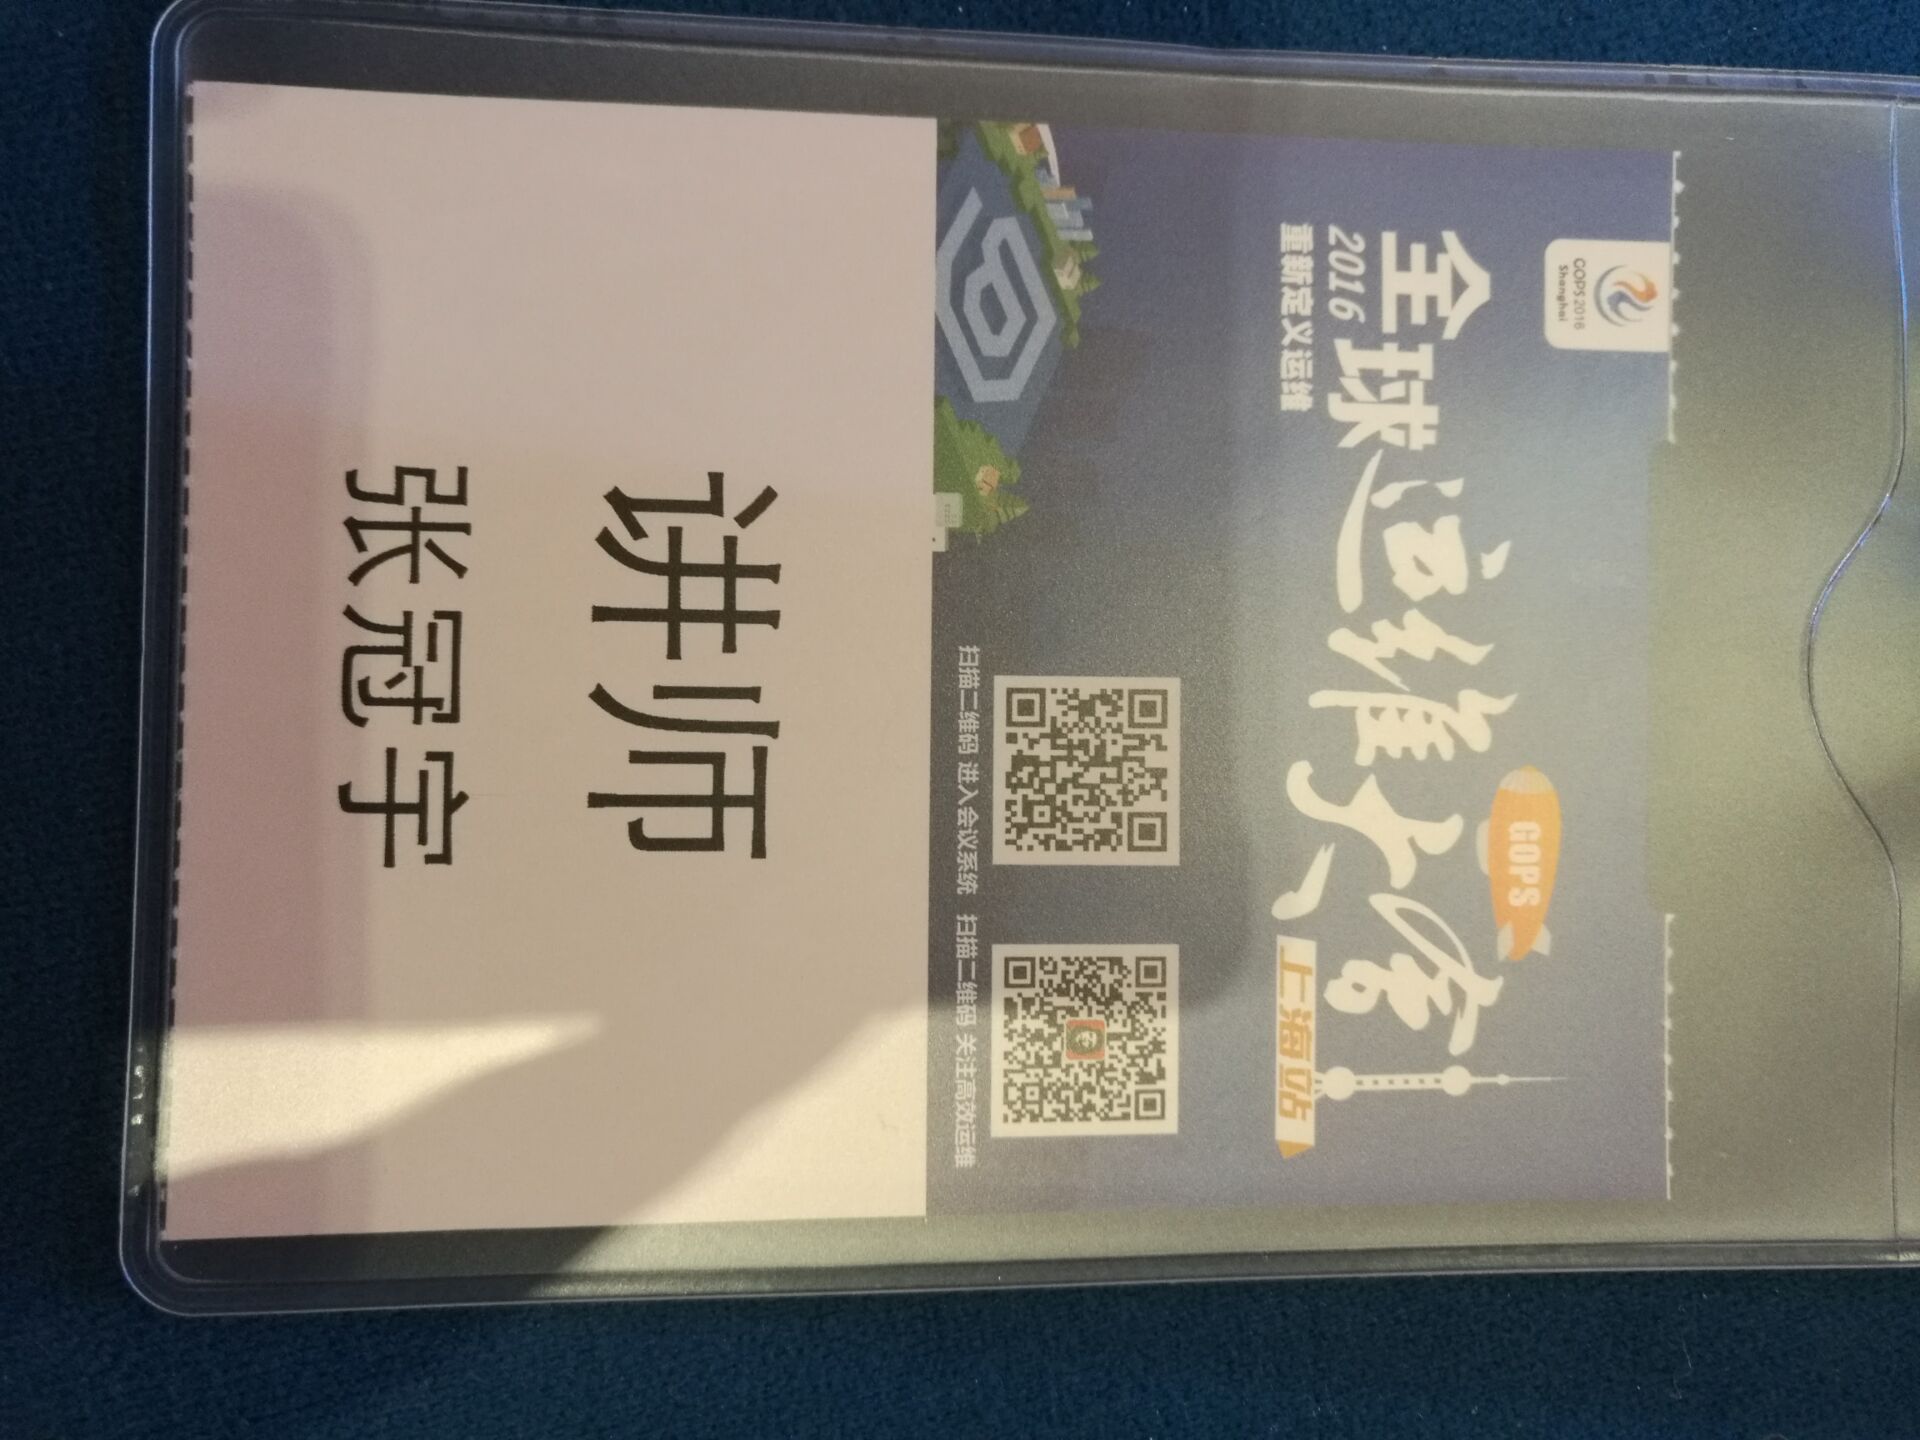 GOPS2016
Shanghai
全球运维大会
GOPS
2016
重新定义运维
上海站
扫描二维码 进入会议系统
扫描二维码 关注高效运维
讲师
张冠宇